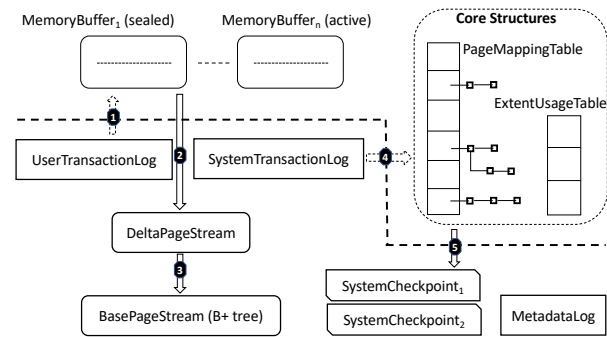 MemoryBuffer₁ (sealed)
MemoryBufferₙ (active)
Core Structures
PageMappingTable
ExtentUsageTable
1
UserTransactionLog
2
SystemTransactionLog
4
DeltaPageStream
3
5
BasePageStream (B+ tree)
SystemCheckpoint₁
SystemCheckpoint₂
MetadataLog